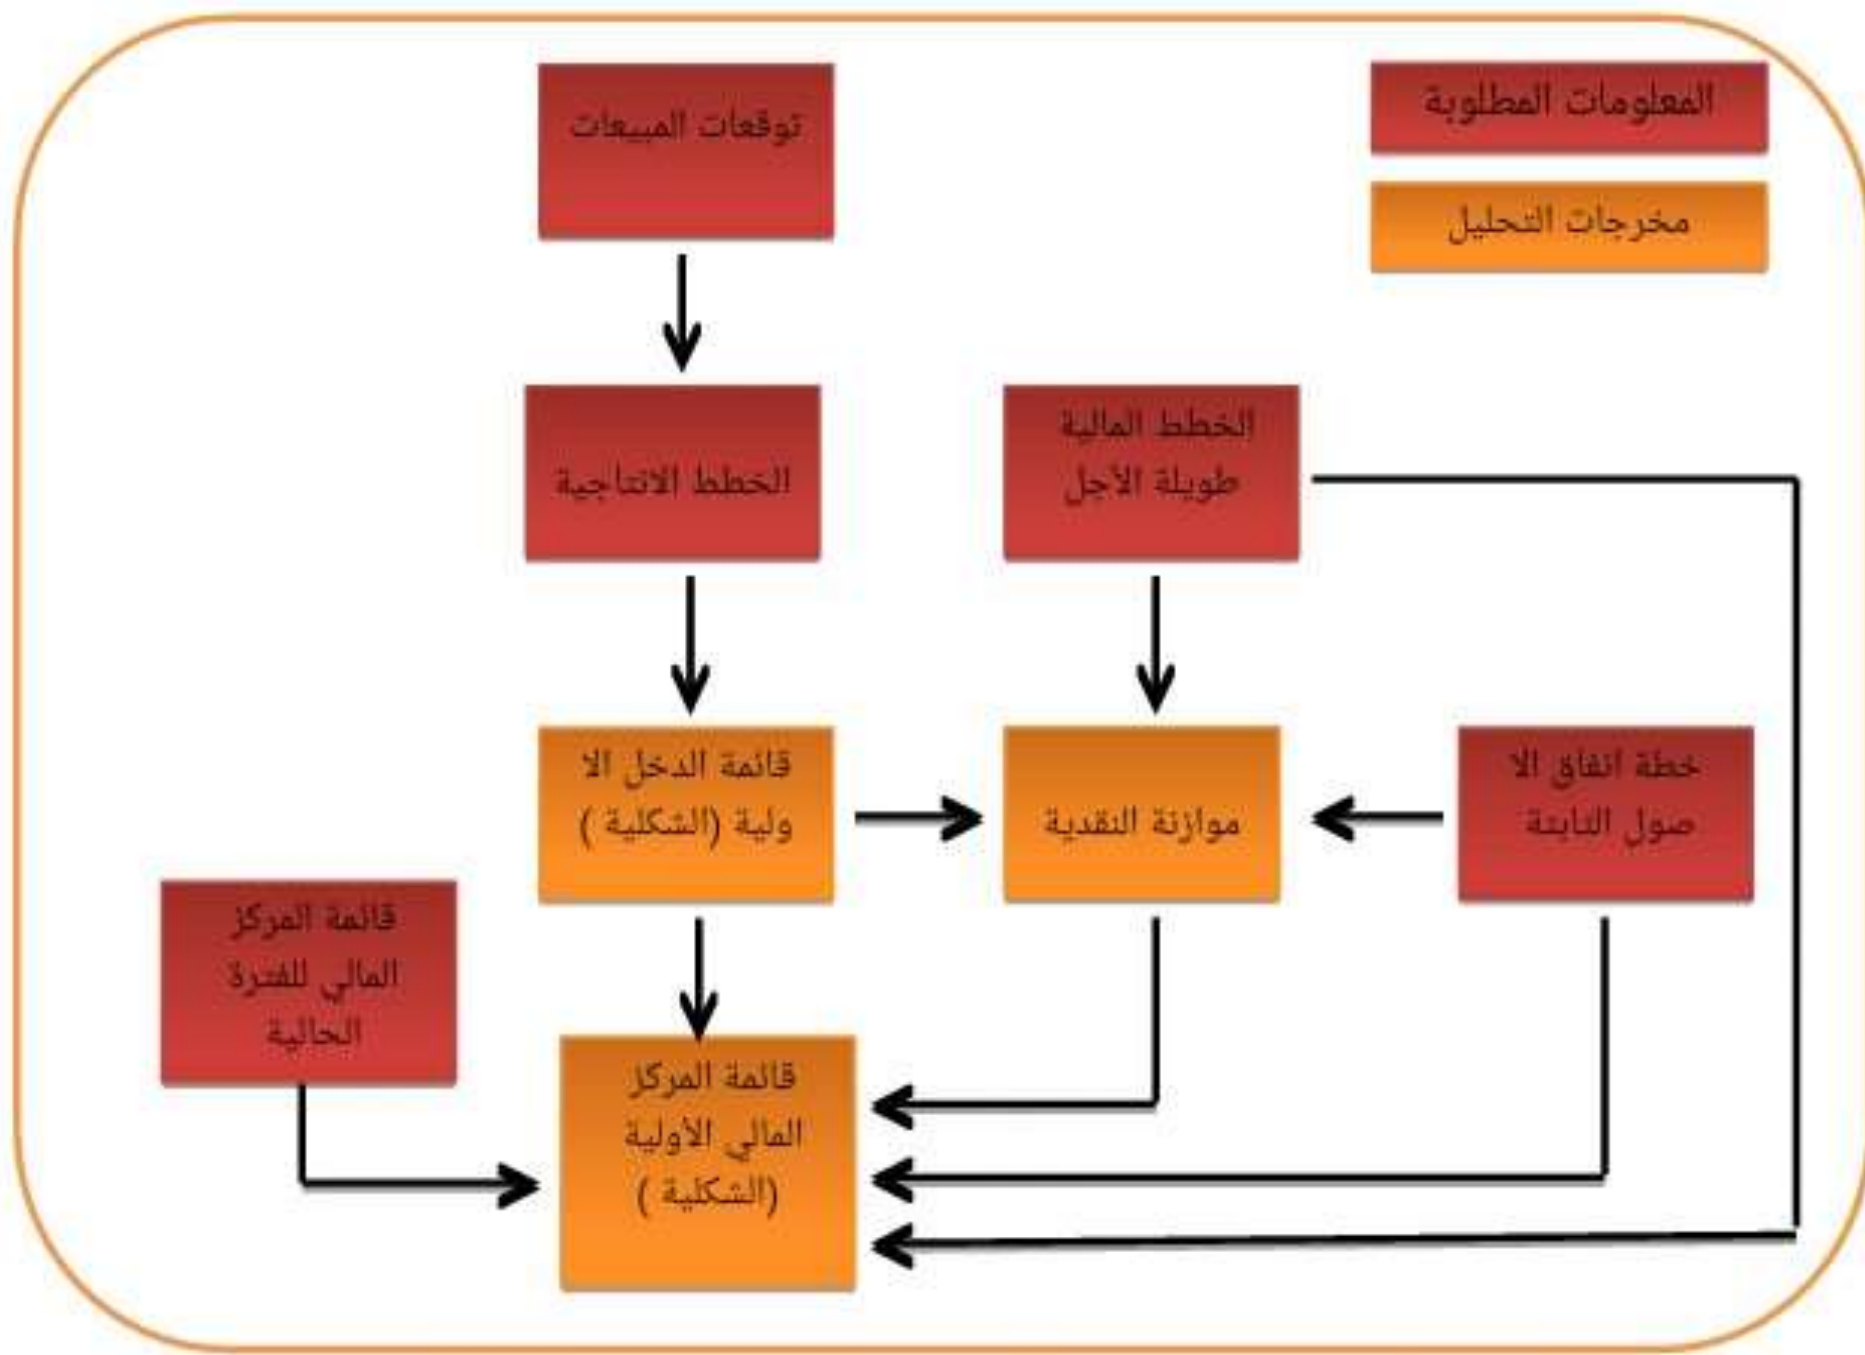 المعلومات المطلوبة
مخرجات التحليل
توقعات المبيعات
الخطط المالية
طويلة الأجل
الخطط الانتاجية
خطة انفاق الا
صول الثابتة
موازنة النقدية
قائمة الدخل الا
ولية (الشكلية )
قائمة المركز
المالي للفترة
الحالية
قائمة المركز
المالي الأولية
(الشكلية )